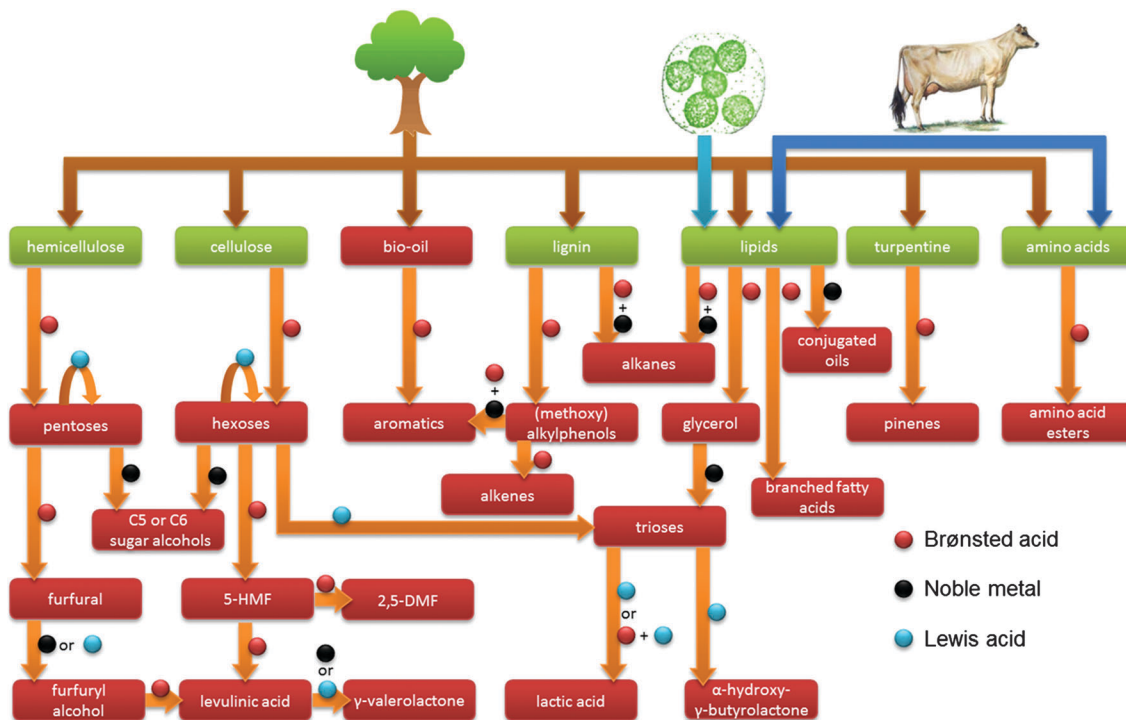 hemicellulose
cellulose
bio-oil
lignin
lipids
turpentine
amino acids
+
+
alkanes
conjugated
oils
+
pentoses
hexoses
aromatics
(methoxy)
alkylphenols
glycerol
pinenes
amino acid
esters
alkenes
branched fatty
acids
C5 or C6
sugar alcohols
trioses
Brønsted acid
furfural
5-HMF
2,5-DMF
Noble metal
or
+
or
Lewis acid
or
furfuryl
alcohol
levulinic acid
γ-valerolactone
lactic acid
α-hydroxy-
γ-butyrolactone